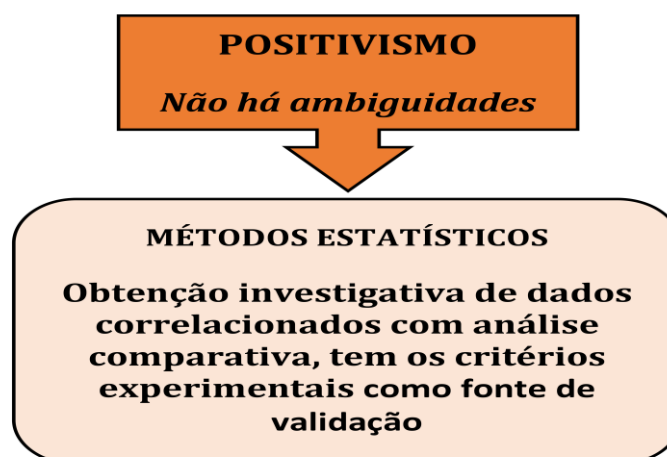 POSITIVISMO
Não há ambiguidades
MÉTODOS ESTATÍSTICOS
Obtenção investigativa de dados
correlacionados com análise
comparativa, tem os critérios
experimentais como fonte de
validação